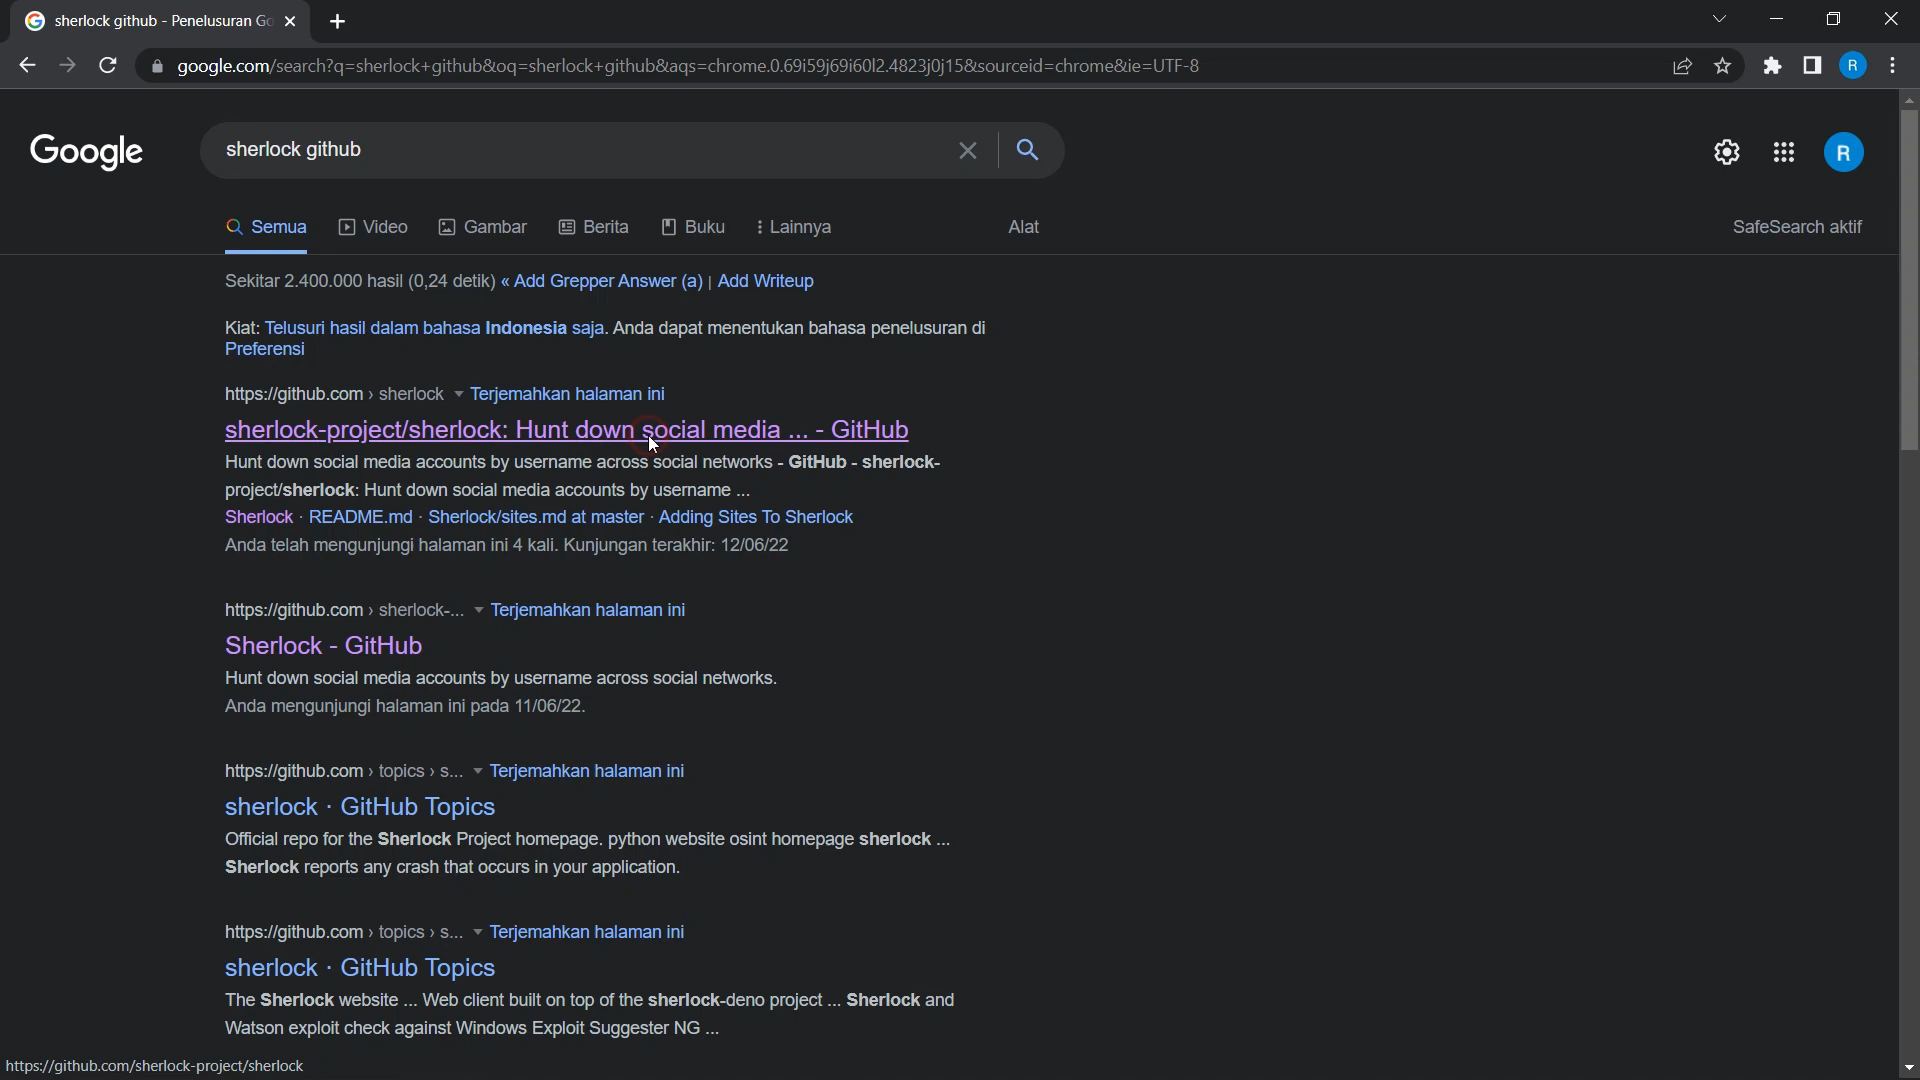 sherlock github - Penelusuran Go
google.com/search?q=sherlock+github&oq=sherlock+github&aqs=chrome.0.69i59j69i60l2.4823j0j15&sourceid=chrome&ie=UTF-8
R
Google
sherlock github
R
Semua Video Gambar Berita Buku Lainnya Alat SafeSearch aktif
Sekitar 2.400.000 hasil (0,24 detik) « Add Grepper Answer (a) | Add Writeup
Kiat: Telusuri hasil dalam bahasa Indonesia saja. Anda dapat menentukan bahasa penelusuran di
Preferensi
https://github.com › sherlock Terjemahkan halaman ini
sherlock-project/sherlock: Hunt down social media ... - GitHub
Hunt down social media accounts by username across social networks - GitHub - sherlock-
project/sherlock: Hunt down social media accounts by username ...
Sherlock · README.md · Sherlock/sites.md at master · Adding Sites To Sherlock
Anda telah mengunjungi halaman ini 4 kali. Kunjungan terakhir: 12/06/22
https://github.com › sherlock-... Terjemahkan halaman ini
Sherlock - GitHub
Hunt down social media accounts by username across social networks.
Anda mengunjungi halaman ini pada 11/06/22.
https://github.com › topics › s... Terjemahkan halaman ini
sherlock · GitHub Topics
Official repo for the Sherlock Project homepage. python website osint homepage sherlock ...
Sherlock reports any crash that occurs in your application.
https://github.com › topics › s... Terjemahkan halaman ini
sherlock · GitHub Topics
The Sherlock website ... Web client built on top of the sherlock-deno project ... Sherlock and
Watson exploit check against Windows Exploit Suggester NG ...
https://github.com/sherlock-project/sherlock